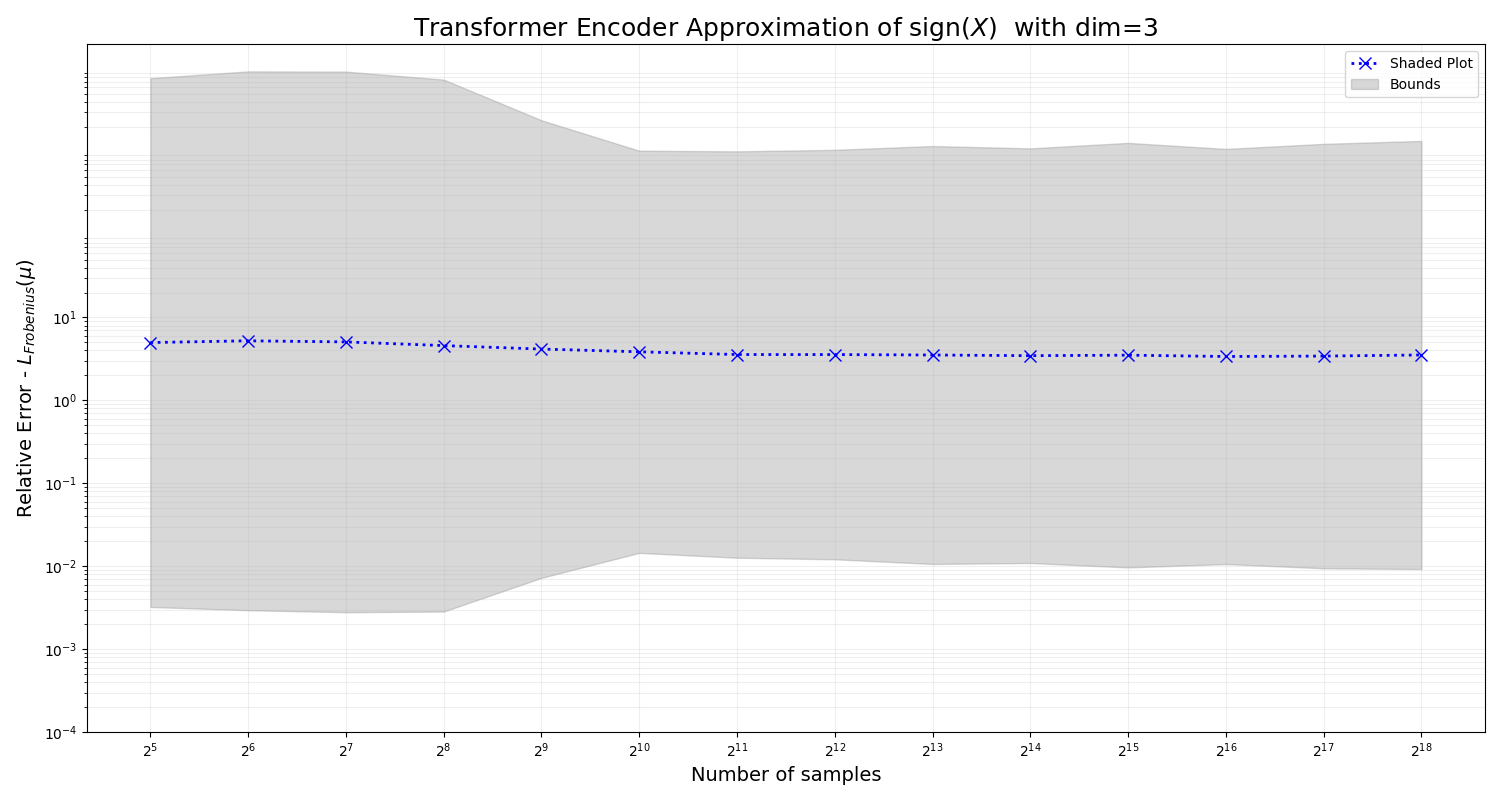 Transformer Encoder Approximation of sign(X)  with dim=3
Shaded Plot
Bounds
Relative Error - L_{Frobenius}(μ)
10^1
10^0
10^{-1}
10^{-2}
10^{-3}
10^{-4}
2^5 2^6 2^7 2^8 2^9 2^{10} 2^{11} 2^{12} 2^{13} 2^{14} 2^{15} 2^{16} 2^{17} 2^{18}
Number of samples